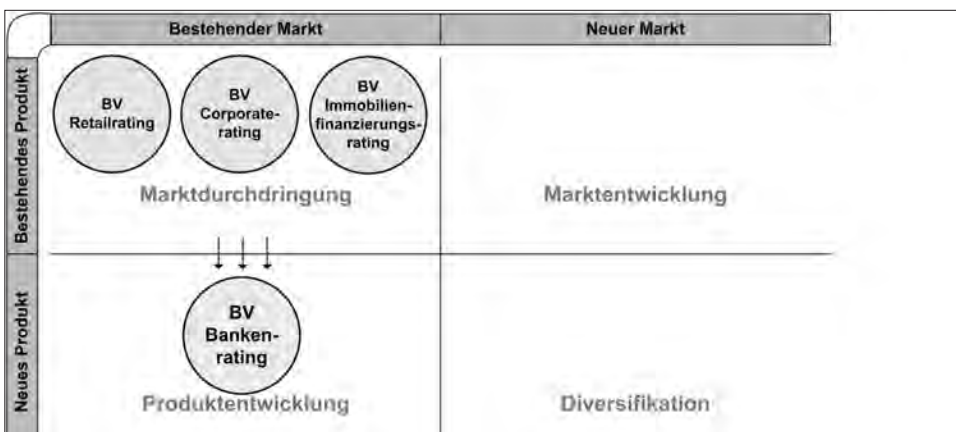 Bestehender Markt
Neuer Markt
Bestehendes Produkt
BV
Retailrating
BV
Corporate-
rating
BV
Immobilien-
finanzierungs-
rating
Marktdurchdringung
Marktentwicklung
Neues Produkt
BV
Banken-
rating
Produktentwicklung
Diversifikation